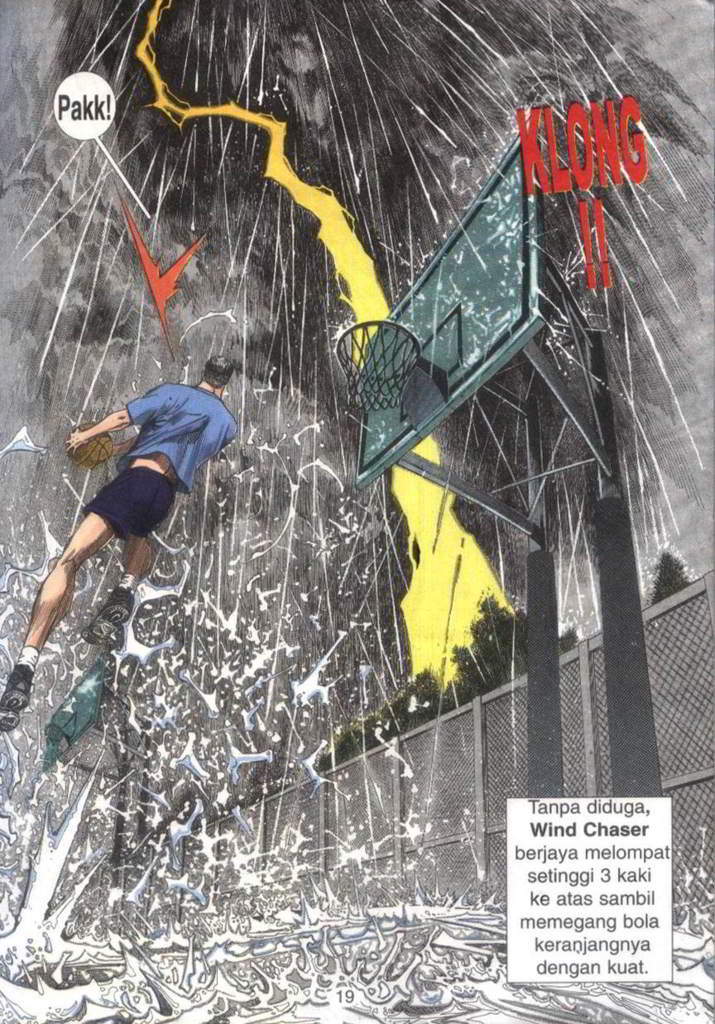 Pakk!
KLONG
!!
Tanpa diduga,
Wind Chaser
berjaya melompat
setinggi 3 kaki
ke atas sambil
memegang bola
keranjangnya
dengan kuat.
19